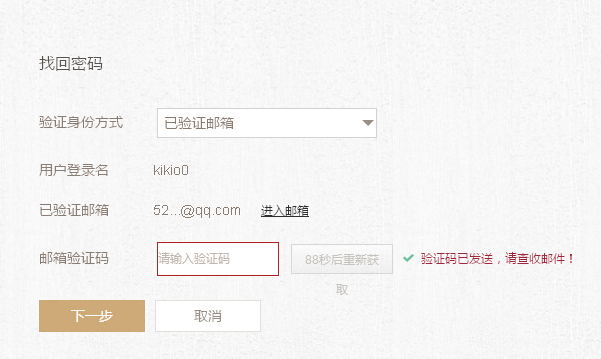 找回密码
验证身份方式 已验证邮箱
用户登录名 kikio0
已验证邮箱 52...@qq.com 进入邮箱
邮箱验证码 请输入验证码 88秒后重新获 验证码已发送，请查收邮件！
取
下一步 取消